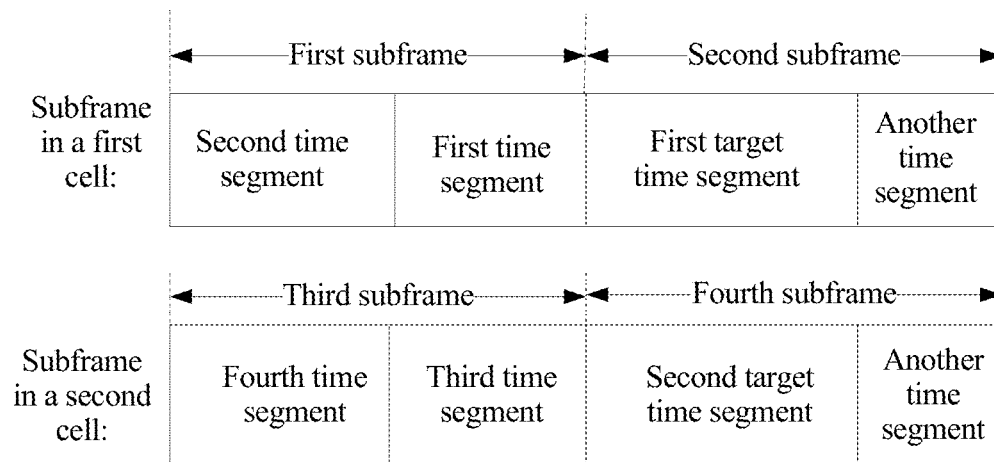 First subframe
Second subframe
Subframe
in a first
cell:
Second time
segment
First time
segment
First target
time segment
Another
time
segment
Third subframe
Fourth subframe
Subframe
in a second
cell:
Fourth time
segment
Third time
segment
Second target
time segment
Another
time
segment